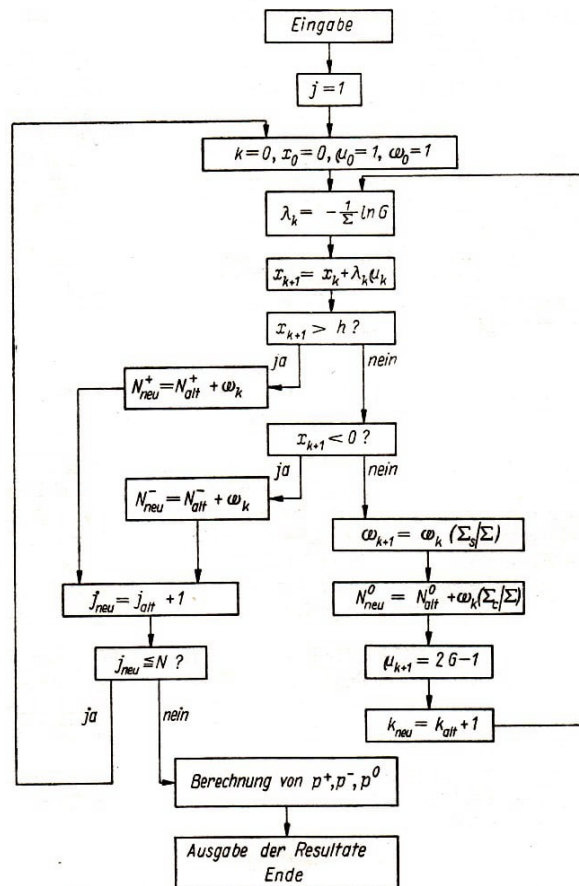 Eingabe
j = 1
k = 0, x₀ = 0, μ₀ = 1, ω₀ = 1
λₖ = - 1/Σ ln G
xₖ₊₁ = xₖ + λₖ μₖ
xₖ₊₁ > h ?
ja
nein
N⁺neu = N⁺alt + ωₖ
xₖ₊₁ < 0 ?
ja
nein
N⁻neu = N⁻alt + ωₖ
ωₖ₊₁ = ωₖ (Σₛ/Σ)
jneu = jalt + 1
N⁰neu = N⁰alt + ωₖ(Σc/Σ)
jneu ≦ N ?
μₖ₊₁ = 2G – 1
ja
nein
kneu = kalt + 1
Berechnung von p⁺, p⁻, p⁰
Ausgabe der Resultate
Ende